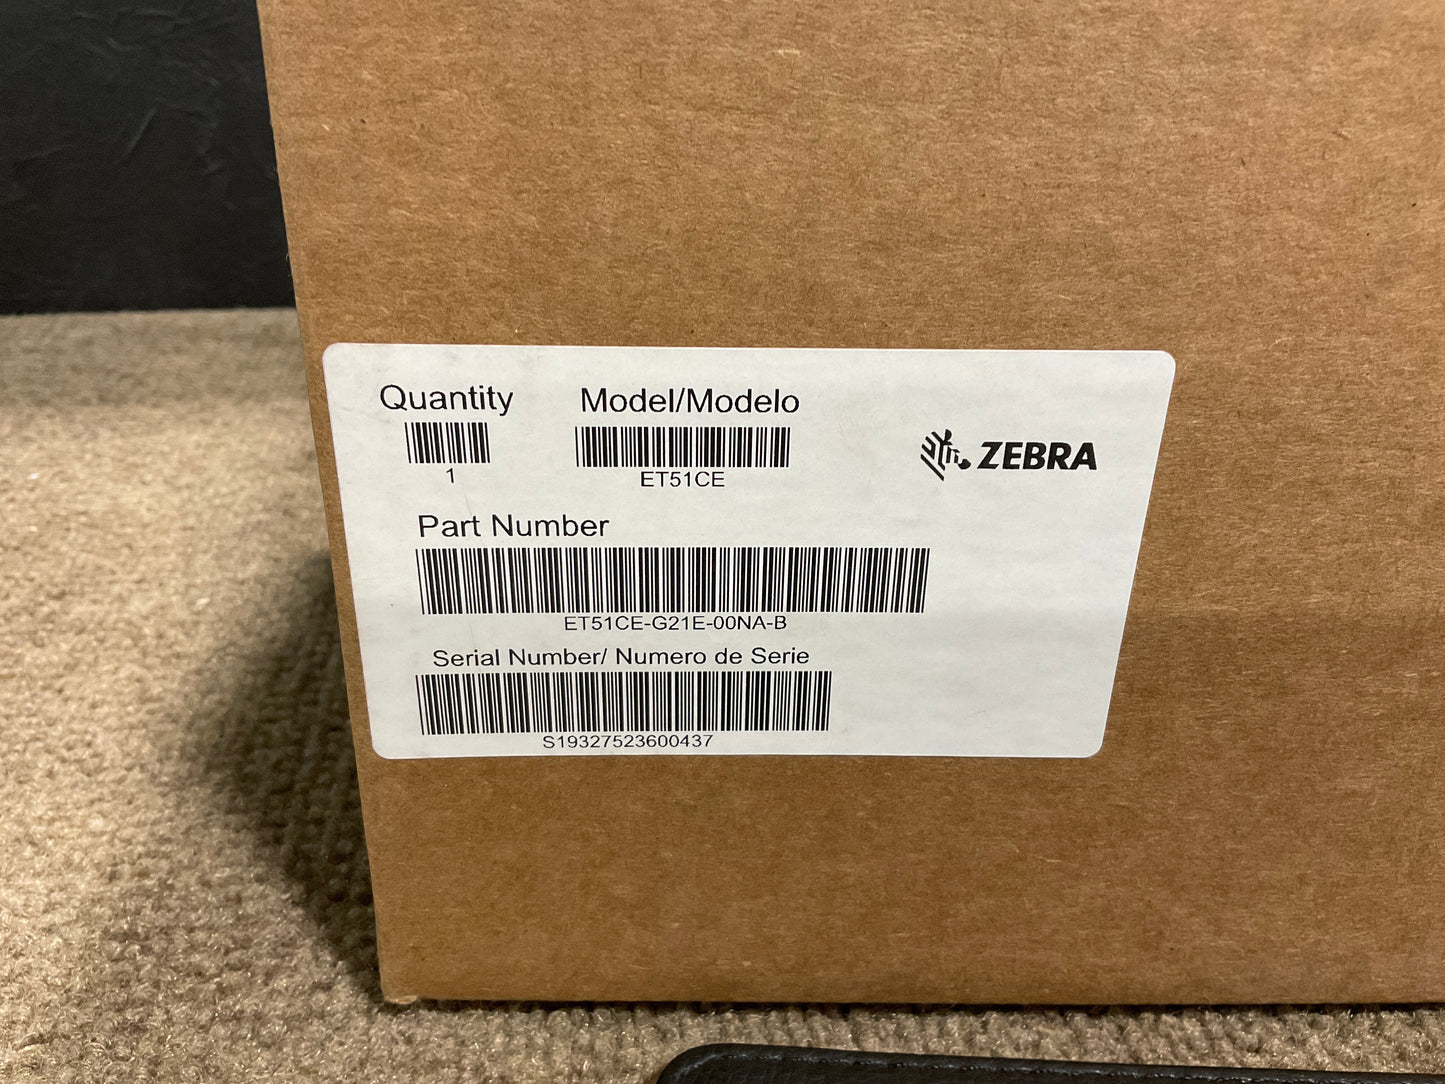 Quantity Model/Modelo
1 ET51CE
ZEBRA
Part Number
ET51CE-G21E-00NA-B
Serial Number/ Numero de Serie
S19327523600437